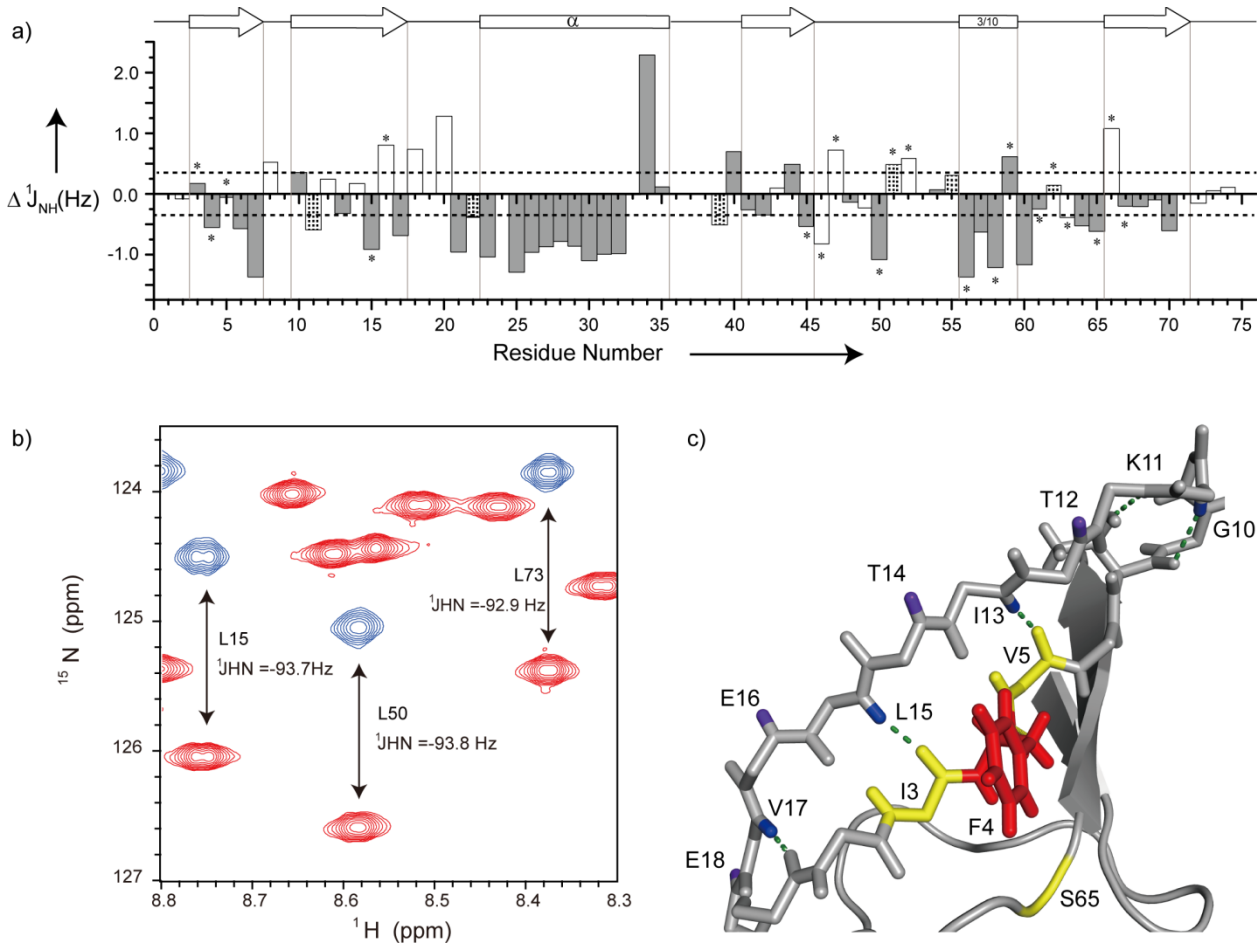 a)
α
3/10
Δ ¹J_NH(Hz)
2.0
1.0
0.0
-1.0
* * * * * * * * * * * * * * * * * * *
0 5 10 15 20 25 30 35 40 45 50 55 60 65 70 75
Residue Number
b)
¹⁵N (ppm)
124
125
126
127
L15
¹JHN =-93.7Hz
L50
¹JHN =-93.8 Hz
L73
¹JHN =-92.9 Hz
8.8 8.7 8.6 8.5 8.4 8.3
¹H (ppm)
c)
K11
T12
G10
T14
I13
V5
E16
L15
I3
V17
F4
E18
S65